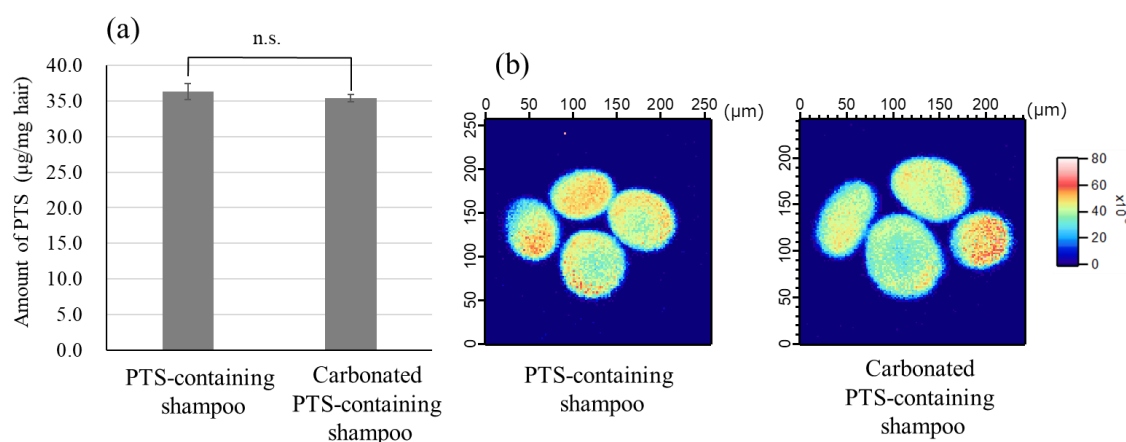 (a)
n.s.
Amount of PTS (µg/mg hair)
40.0
35.0
30.0
25.0
20.0
15.0
10.0
5.0
0.0
PTS-containing
shampoo
Carbonated
PTS-containing
shampoo
(b)
0 50 100 150 200 250 (µm)
250
200
150
100
50
0
PTS-containing
shampoo
0 50 100 150 200 (µm)
200
150
100
50
0
Carbonated
PTS-containing
shampoo
80
60
40
20
0